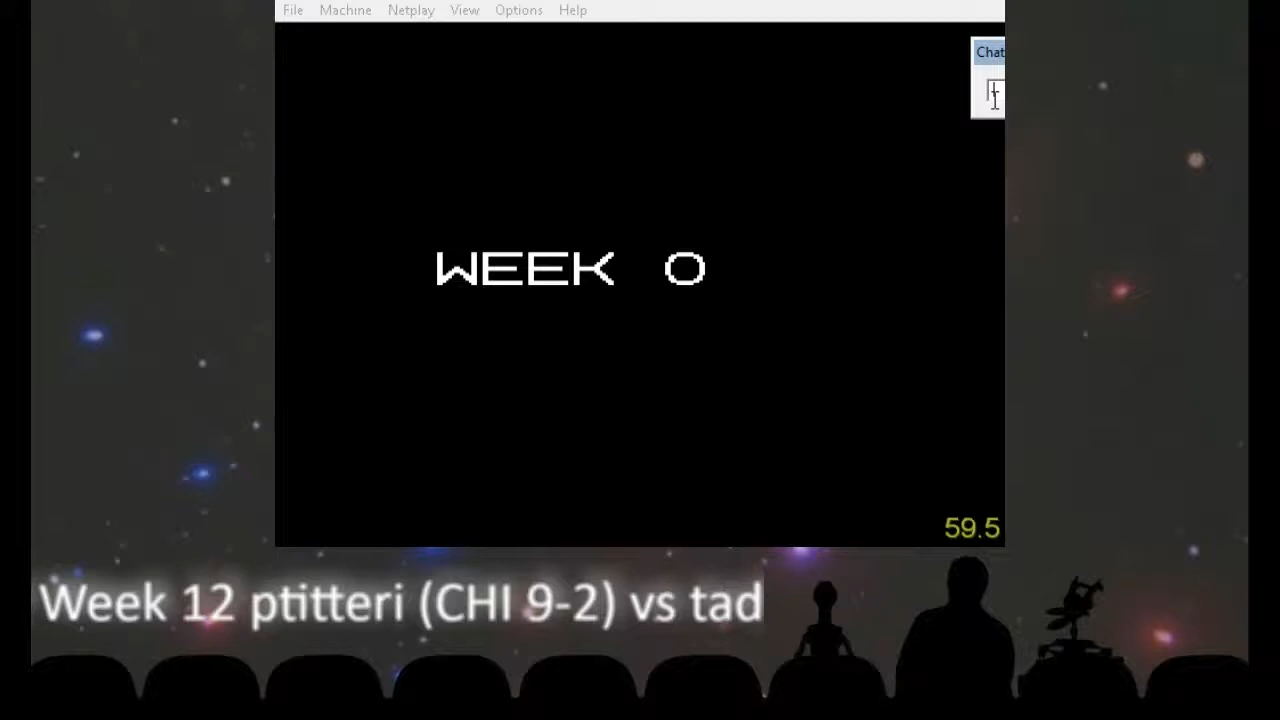 File Machine Netplay View Options Help
Chat
WEEK 0
59.5
Week 12 ptitteri (CHI 9-2) vs tad